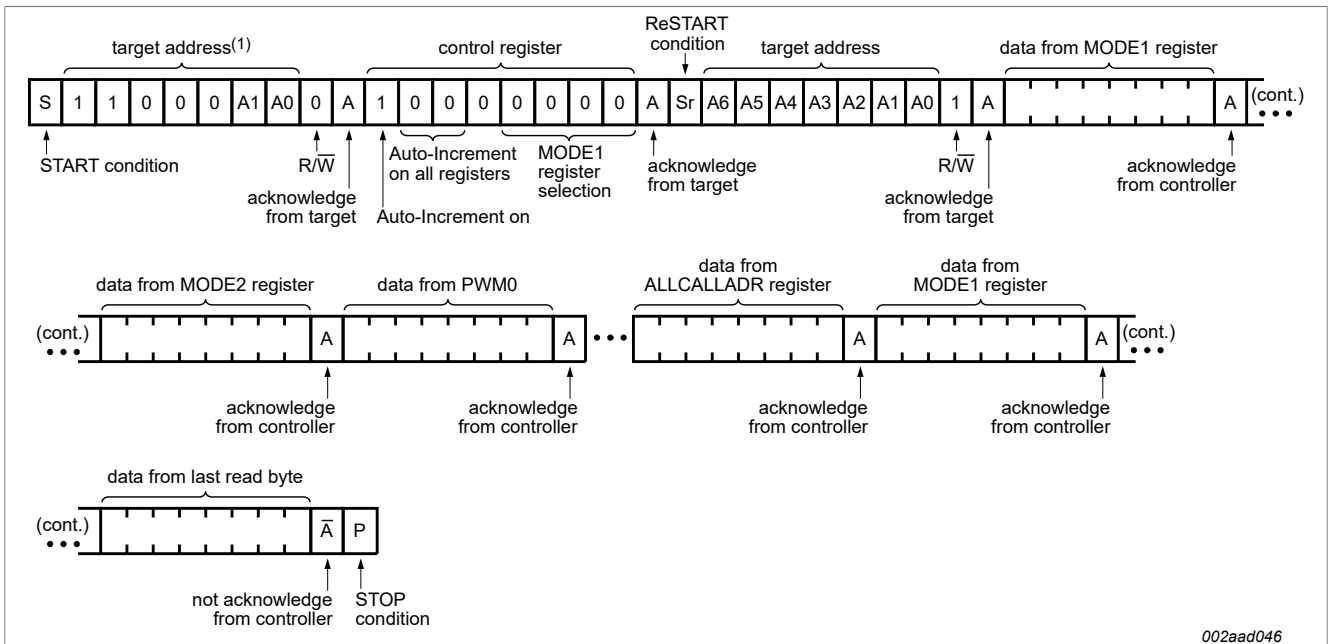 ReSTART
condition
target address(1)
control register
target address
data from MODE1 register
S 1 1 0 0 0 A1 A0 0 A 1 0 0 0 0 0 0 0 A Sr A6 A5 A4 A3 A2 A1 A0 1 A A (cont.)
START condition
R/W̅
acknowledge
from target
Auto-Increment on
Auto-Increment
on all registers
MODE1
register
selection
acknowledge
from target
R/W̅
acknowledge
from target
acknowledge
from controller
data from MODE2 register
data from PWM0
data from
ALLCALLADR register
data from
MODE1 register
(cont.) A A A A (cont.)
acknowledge
from controller
acknowledge
from controller
acknowledge
from controller
acknowledge
from controller
data from last read byte
(cont.) A̅ P
not acknowledge
from controller
STOP
condition
002aad046